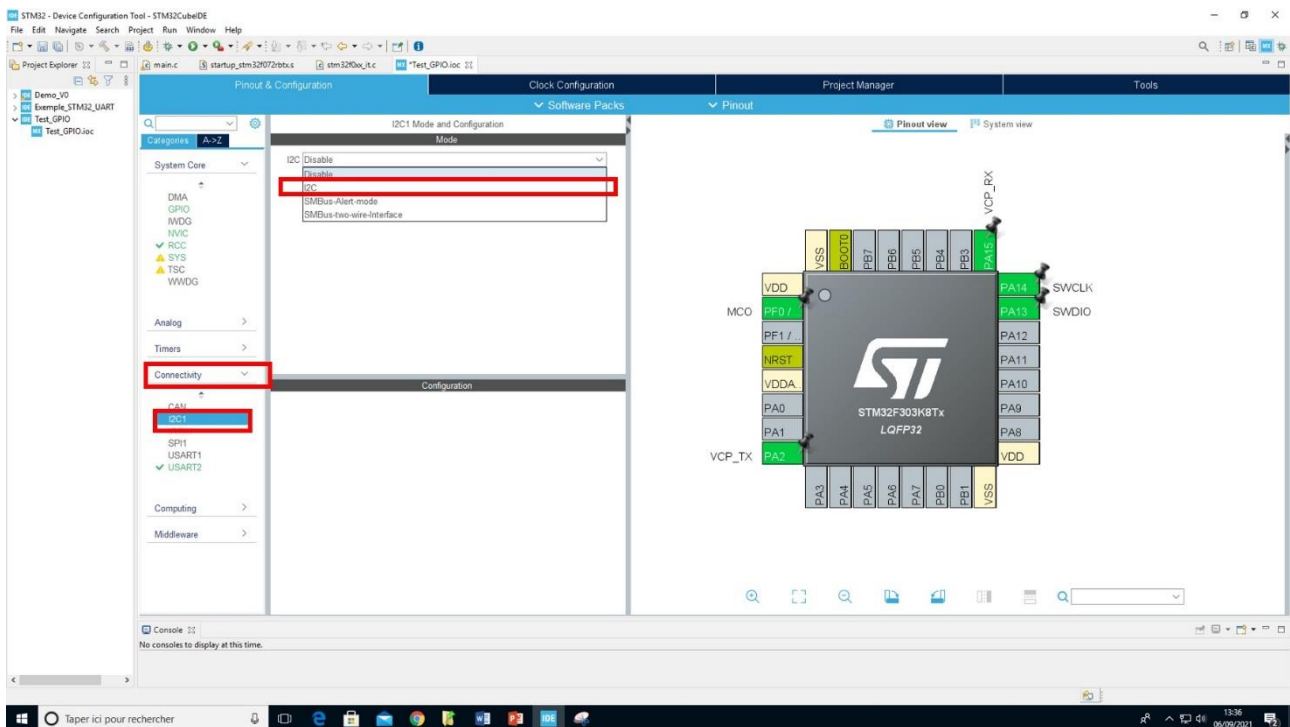 STM32 - Device Configuration Tool - STM32CubeIDE
File Edit Navigate Search Project Run Window Help
Project Explorer
main.c
startup_stm32f072rbtx.s
stm32f0xx_it.c
*Test_GPIO.ioc
Demo_V0
Exemple_STM32_UART
Test_GPIO
Test_GPIO.ioc
Pinout & Configuration
Clock Configuration
Project Manager
Tools
Software Packs
Pinout
Categories
A->Z
System Core
DMA
GPIO
IWDG
NVIC
RCC
SYS
TSC
WWDG
Analog
Timers
Connectivity
CAN
I2C1
SPI1
USART1
USART2
Computing
Middleware
I2C1 Mode and Configuration
Mode
I2C Disable
Disable
I2C
SMBus-Alert-mode
SMBus-two-wire-Interface
Configuration
Pinout view
System view
VCP_RX
VSS
BOOT0
PB7
PB6
PB5
PB4
PB3
PA15
VDD
PA14 SWCLK
MCO PF0 /
PA13 SWDIO
PF1 / ..
PA12
NRST
PA11
VDDA..
PA10
PA0
PA9
PA1
PA8
VCP_TX PA2
VDD
ST
STM32F303K8Tx
LQFP32
PA3
PA4
PA5
PA6
PA7
PB0
PB1
VSS
Console
No consoles to display at this time.
Taper ici pour rechercher
IDE
13:36
06/09/2021